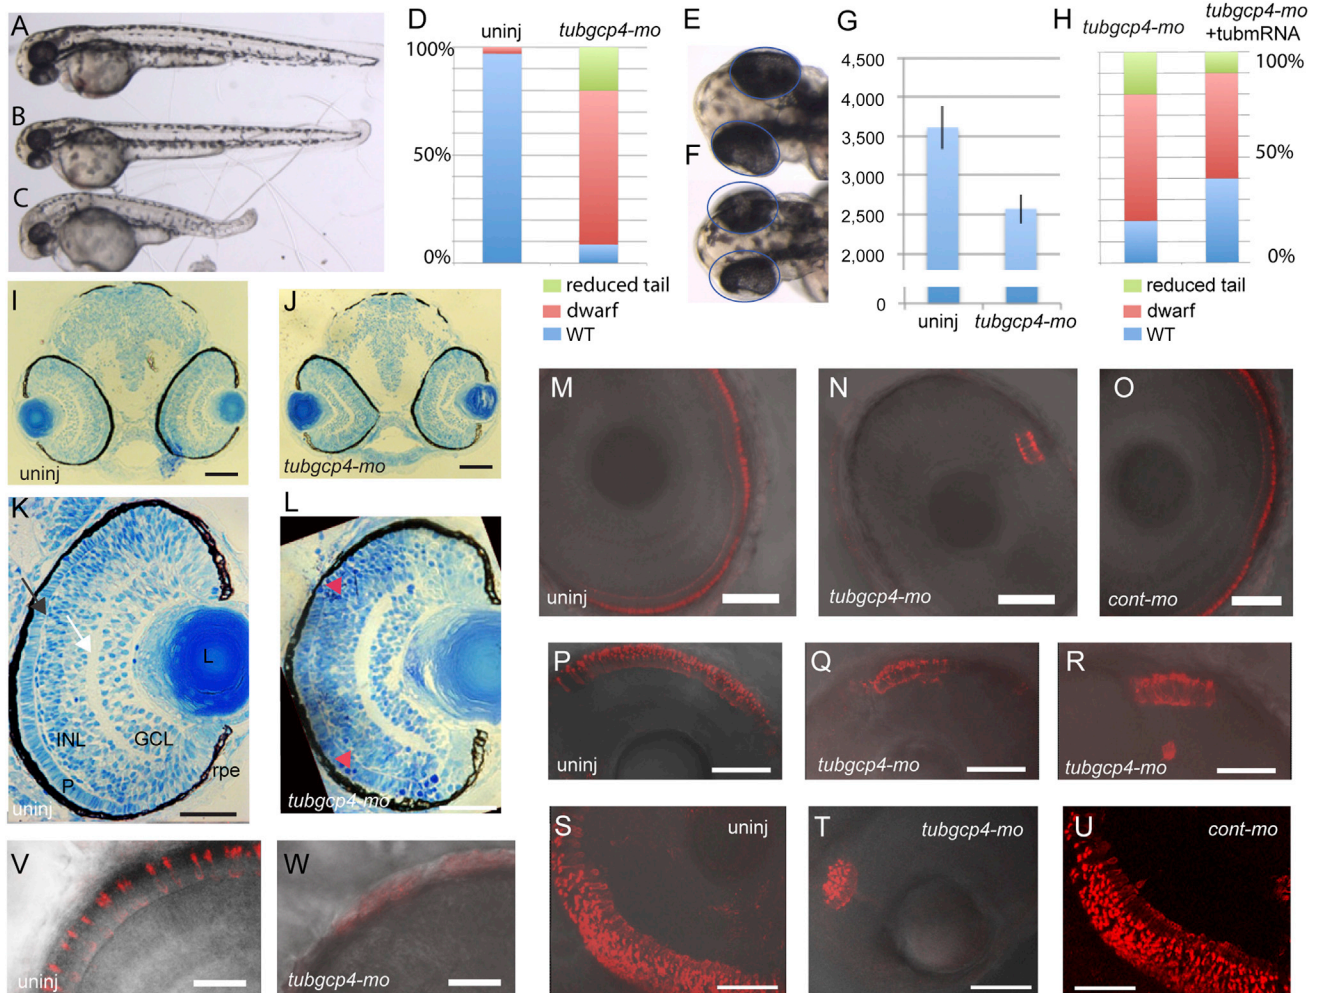 A
B
C
D
uninj
tubgcp4-mo
100%
50%
0%
reduced tail
dwarf
WT
E
F
G
4,500
4,000
3,500
3,000
2,500
2,000
0
uninj
tubgcp4-mo
H
tubgcp4-mo
tubgcp4-mo
+tubmRNA
100%
50%
0%
reduced tail
dwarf
WT
I
uninj
J
tubgcp4-mo
K
L
INL
GCL
P
rpe
uninj
L
tubgcp4-mo
M
uninj
N
tubgcp4-mo
O
cont-mo
P
uninj
Q
tubgcp4-mo
R
tubgcp4-mo
S
uninj
T
tubgcp4-mo
U
cont-mo
V
uninj
W
tubgcp4-mo